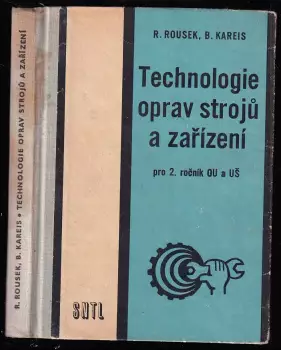 R. ROUSEK, B. KAREIS
Technologie
oprav strojů
a zařízení
pro 2. ročník OU a UŠ
SNTL
R. ROUSEK, B. KAREIS • TECHNOLOGIE OPRAV STROJŮ A ZAŘÍZENÍ